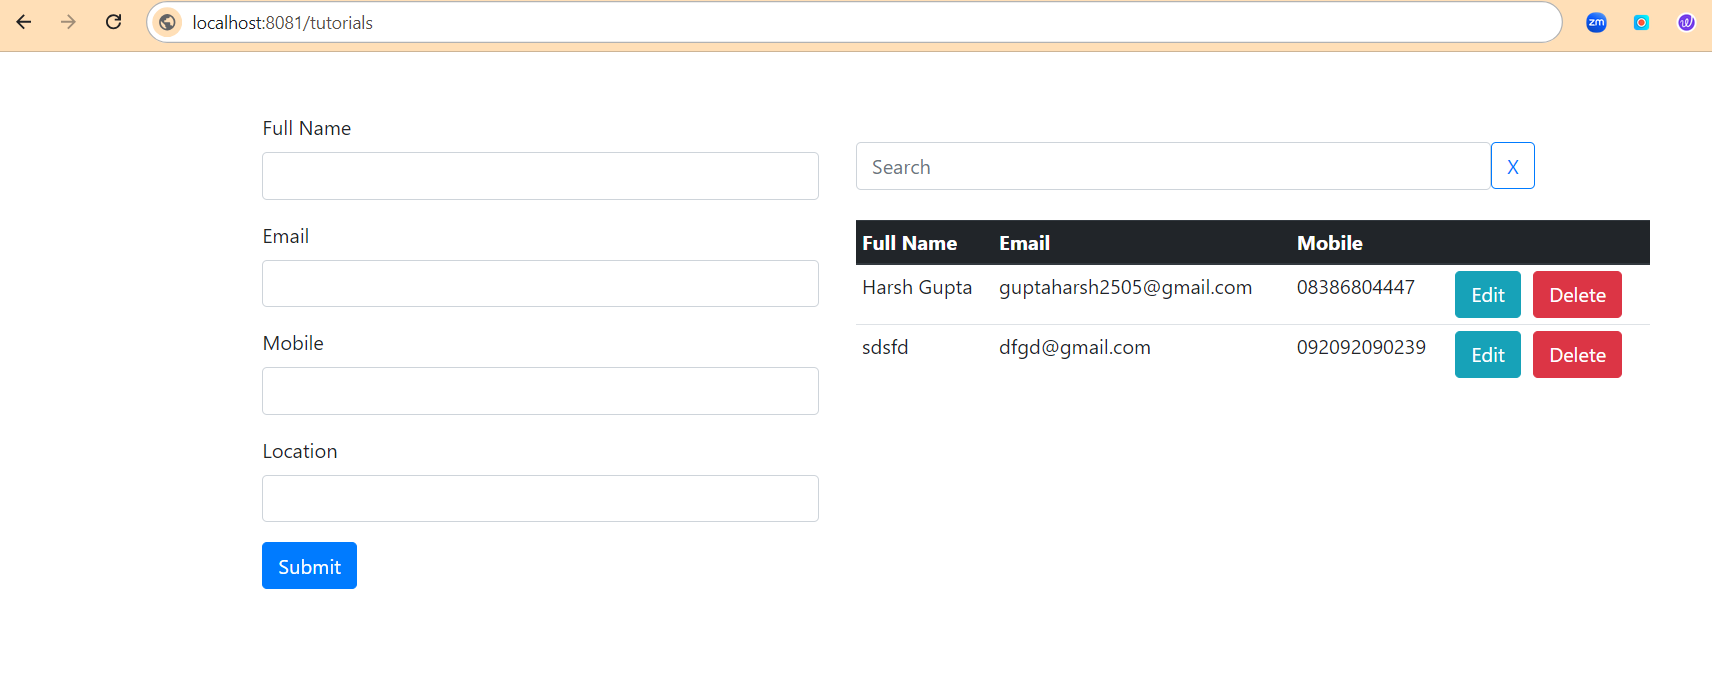 localhost:8081/tutorials
zm
Full Name
Email
Mobile
Location
Submit
Search
X
Full Name Email Mobile
Harsh Gupta guptaharsh2505@gmail.com 08386804447 Edit Delete
sdsfd dfgd@gmail.com 092092090239 Edit Delete